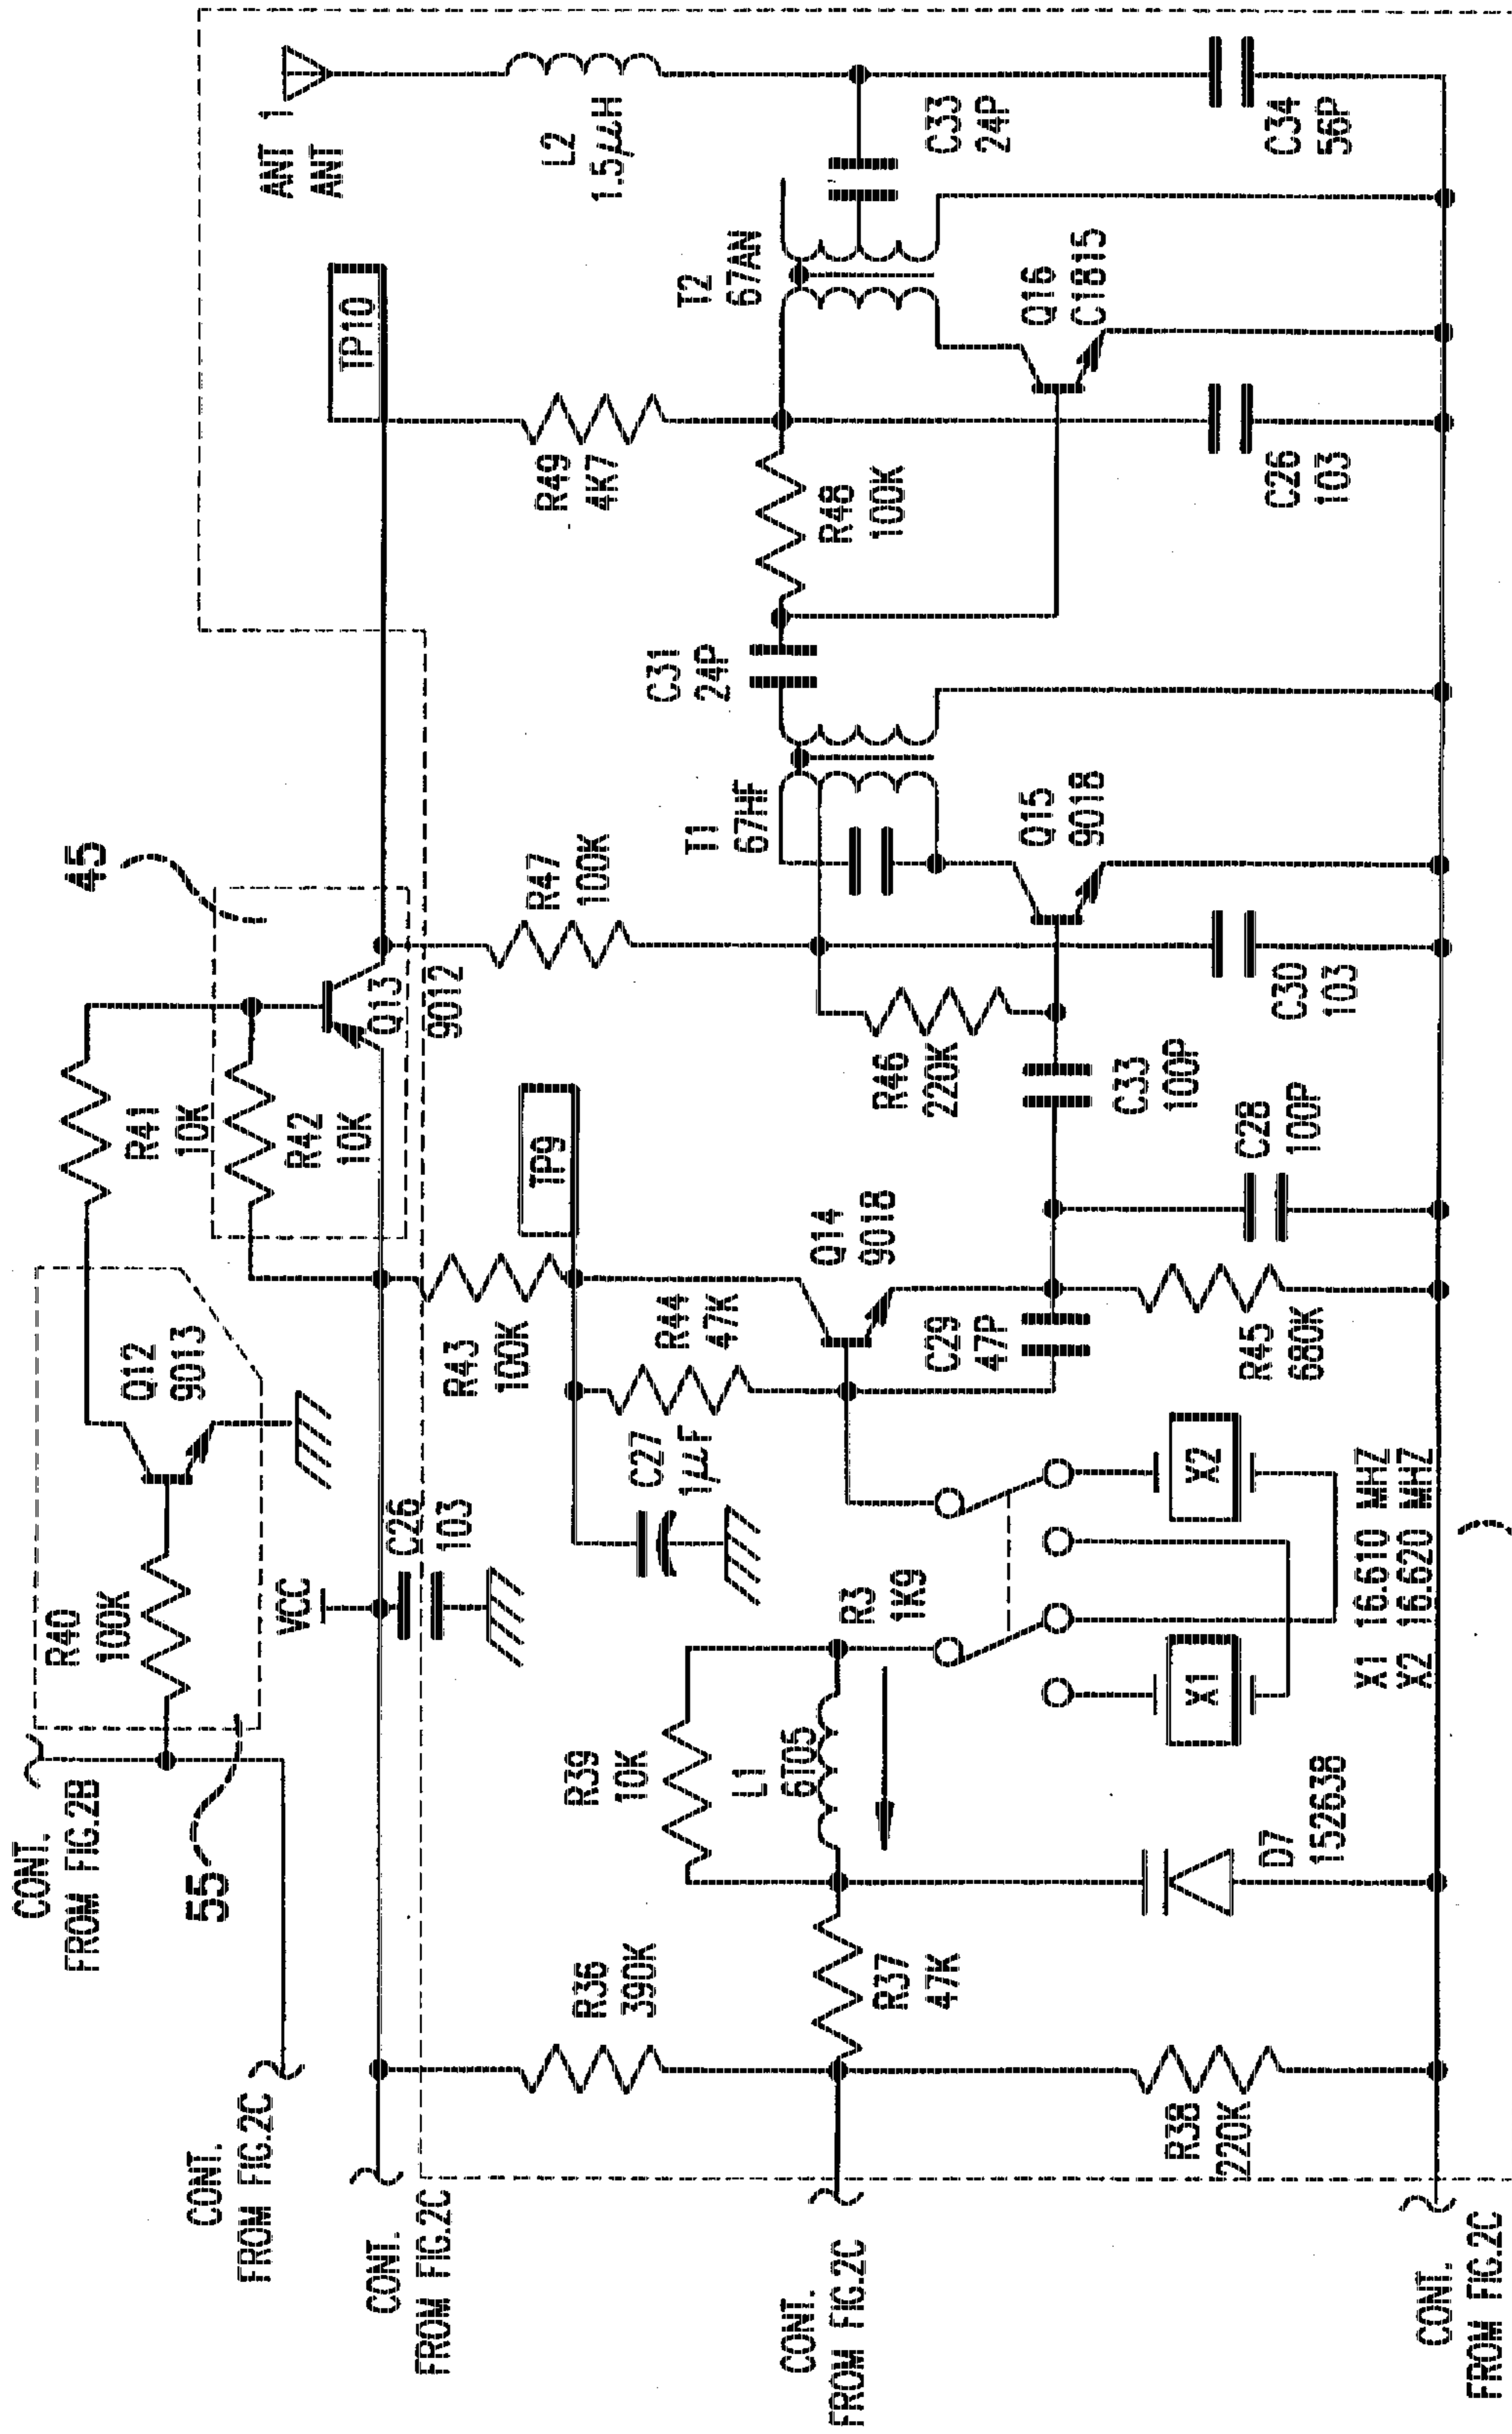 CONT.
FROM FIG.2B
55
R40
100K
Q12
9013
R41
10K
45
CONT.
FROM FIG.2C
VCC
C26
103
R42
10K
Q13
9012
TP10
ANT 1
ANT
CONT.
FROM FIG.2C
R36
390K
R39
10K
L1
6T05
R43
100K
C27
1μF
R44
47K
TP9
R47
100K
T1
67HF
C31
24P
R49
4K7
T2
67AN
L2
1.5μH
CONT.
FROM FIG.2C
R37
47K
R3
1K9
Q14
9018
C29
47P
R46
220K
R48
100K
C33
24P
Q15
9018
Q16
C1815
C33
100P
R38
220K
D7
152638
X1
X2
R45
680K
C28
100P
C30
103
C26
103
C34
56P
X1 16.610 MHZ
X2 16.620 MHZ
CONT.
FROM FIG.2C